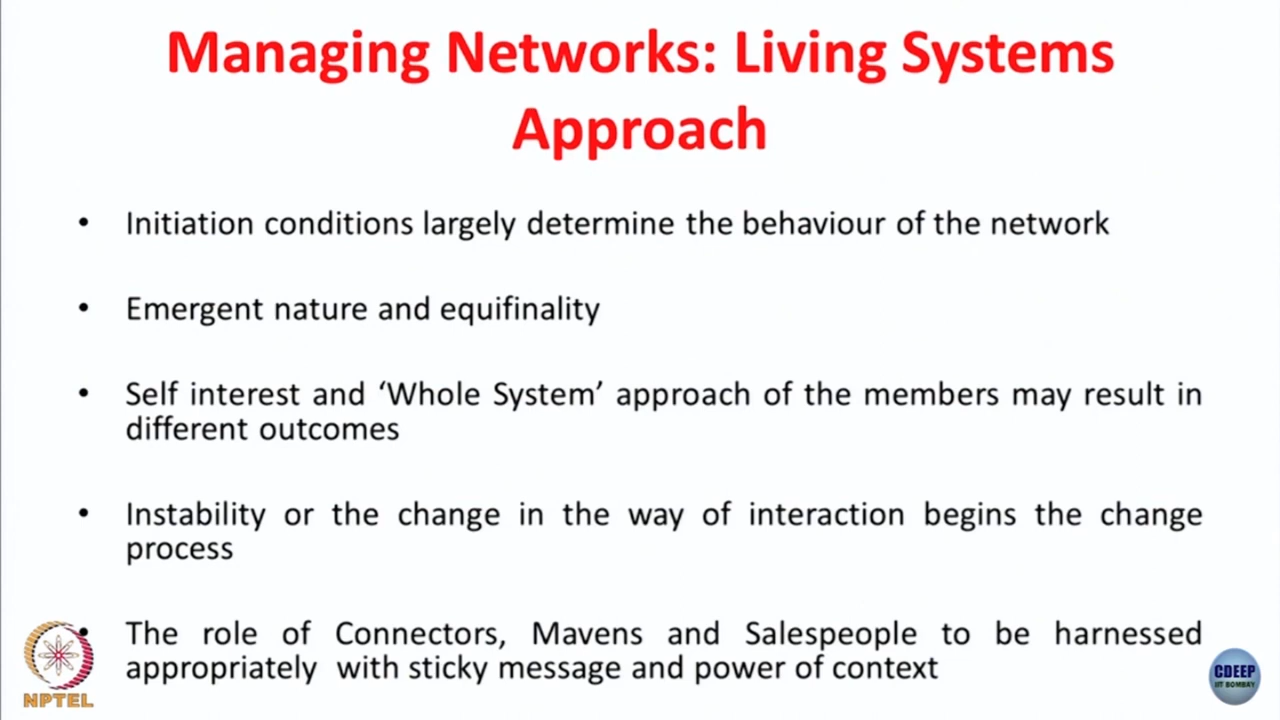 Managing Networks: Living Systems
Approach
• Initiation conditions largely determine the behaviour of the network
• Emergent nature and equifinality
• Self interest and ‘Whole System’ approach of the members may result in
different outcomes
• Instability or the change in the way of interaction begins the change
process
• The role of Connectors, Mavens and Salespeople to be harnessed
appropriately with sticky message and power of context
NPTEL
CDEEP
IIT BOMBAY